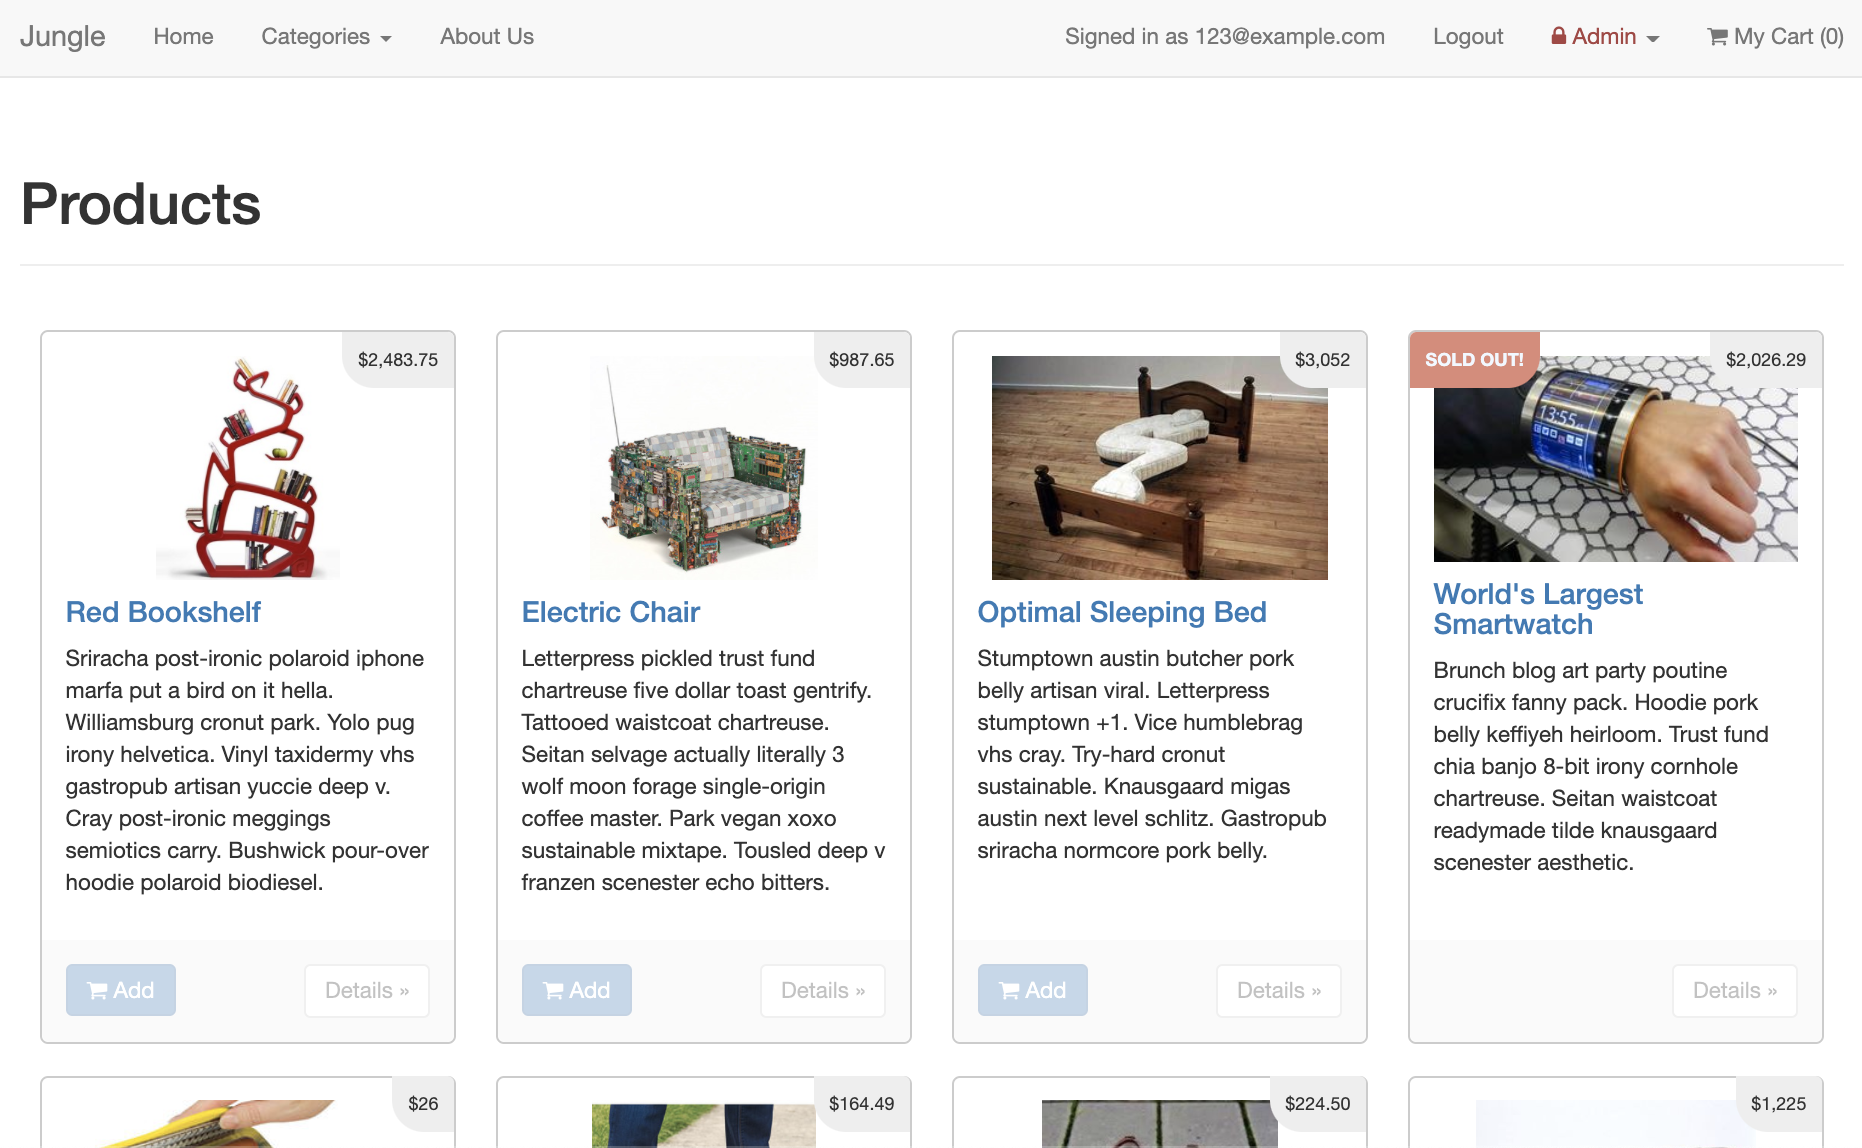 Jungle Home Categories About Us Signed in as 123@example.com Logout Admin My Cart (0)
Products
$2,483.75
Red Bookshelf
Sriracha post-ironic polaroid iphone
marfa put a bird on it hella.
Williamsburg cronut park. Yolo pug
irony helvetica. Vinyl taxidermy vhs
gastropub artisan yuccie deep v.
Cray post-ironic meggings
semiotics carry. Bushwick pour-over
hoodie polaroid biodiesel.
Add Details »
$987.65
Electric Chair
Letterpress pickled trust fund
chartreuse five dollar toast gentrify.
Tattooed waistcoat chartreuse.
Seitan selvage actually literally 3
wolf moon forage single-origin
coffee master. Park vegan xoxo
sustainable mixtape. Tousled deep v
franzen scenester echo bitters.
Add Details »
$3,052
Optimal Sleeping Bed
Stumptown austin butcher pork
belly artisan viral. Letterpress
stumptown +1. Vice humblebrag
vhs cray. Try-hard cronut
sustainable. Knausgaard migas
austin next level schlitz. Gastropub
sriracha normcore pork belly.
Add Details »
SOLD OUT! $2,026.29
13:55
World's Largest
Smartwatch
Brunch blog art party poutine
crucifix fanny pack. Hoodie pork
belly keffiyeh heirloom. Trust fund
chia banjo 8-bit irony cornhole
chartreuse. Seitan waistcoat
readymade tilde knausgaard
scenester aesthetic.
Details »
$26
$164.49
$224.50
$1,225